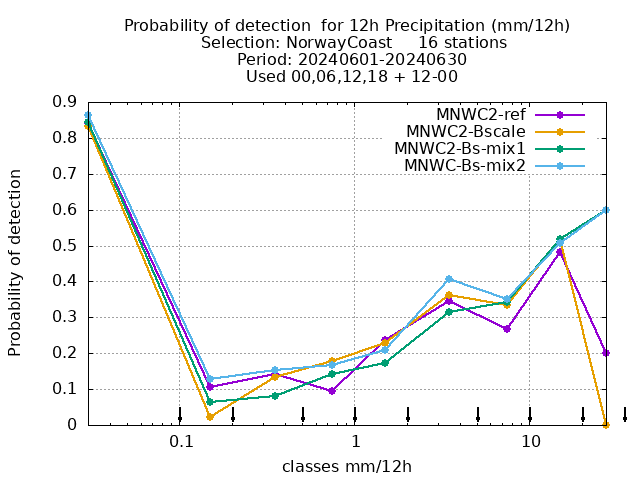 Probability of detection  for 12h Precipitation (mm/12h)
Selection: NorwayCoast     16 stations
Period: 20240601-20240630
Used 00,06,12,18 + 12-00
MNWC2-ref
MNWC2-Bscale
MNWC2-Bs-mix1
MNWC-Bs-mix2
Probability of detection
0.9
0.8
0.7
0.6
0.5
0.4
0.3
0.2
0.1
0
0.1 1 10
classes mm/12h